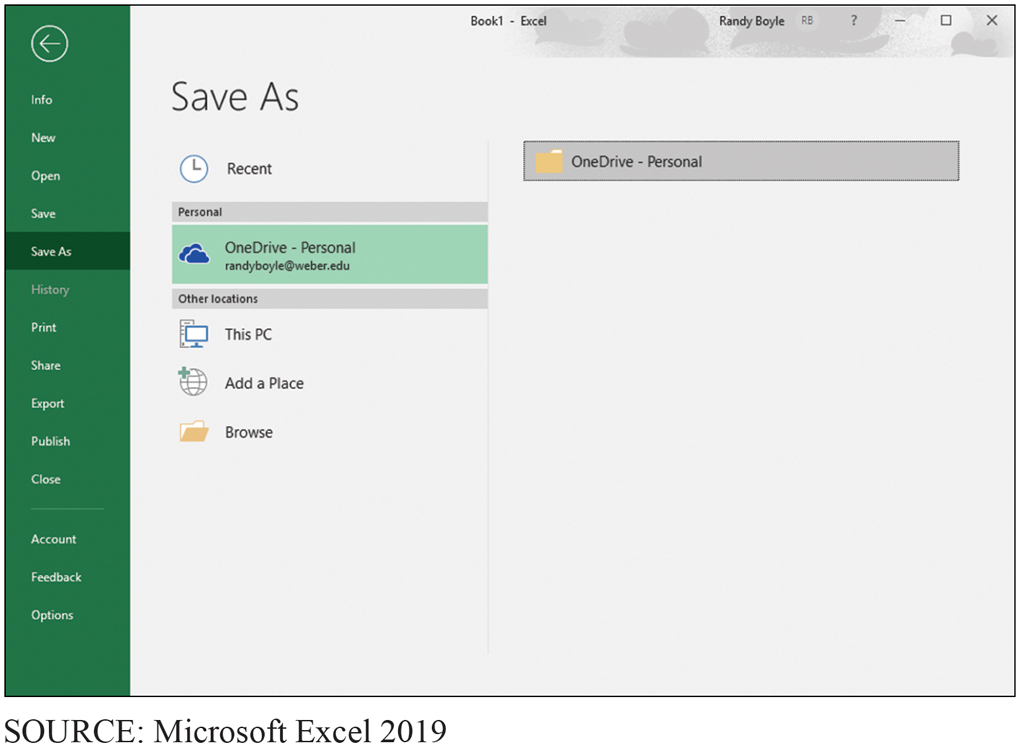 Book1 - Excel
Randy Boyle RB ?
Info
New
Open
Save
Save As
History
Print
Share
Export
Publish
Close
Account
Feedback
Options
Save As
Recent
Personal
OneDrive - Personal
randyboyle@weber.edu
Other locations
This PC
Add a Place
Browse
OneDrive - Personal
SOURCE: Microsoft Excel 2019